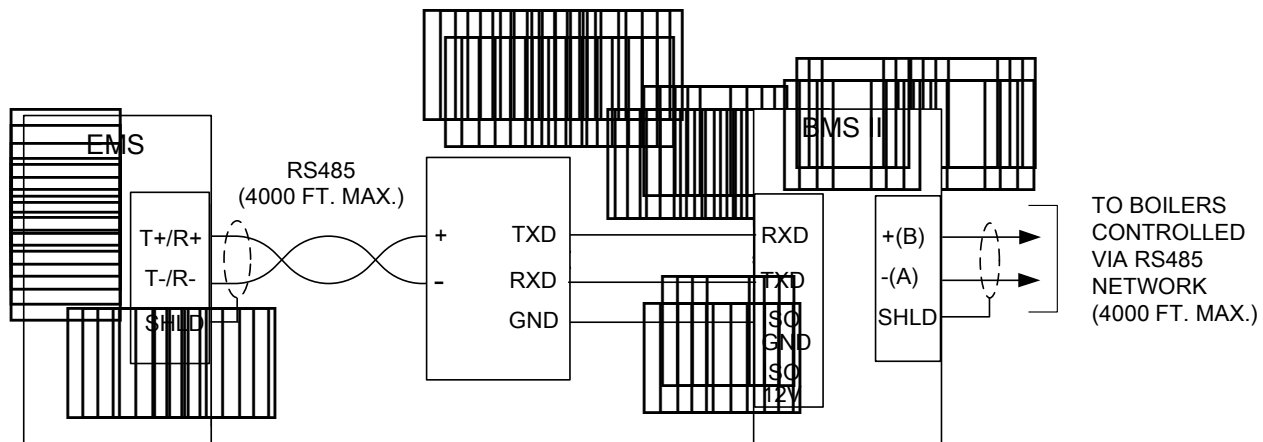 EMS
RS485
(4000 FT. MAX.)
T+/R+
T-/R-
SHLD
+
−
TXD
RXD
GND
BMS II
RXD
TXD
SO
GND
SO
12V
+(B)
-(A)
SHLD
TO BOILERS
CONTROLLED
VIA RS485
NETWORK
(4000 FT. MAX.)